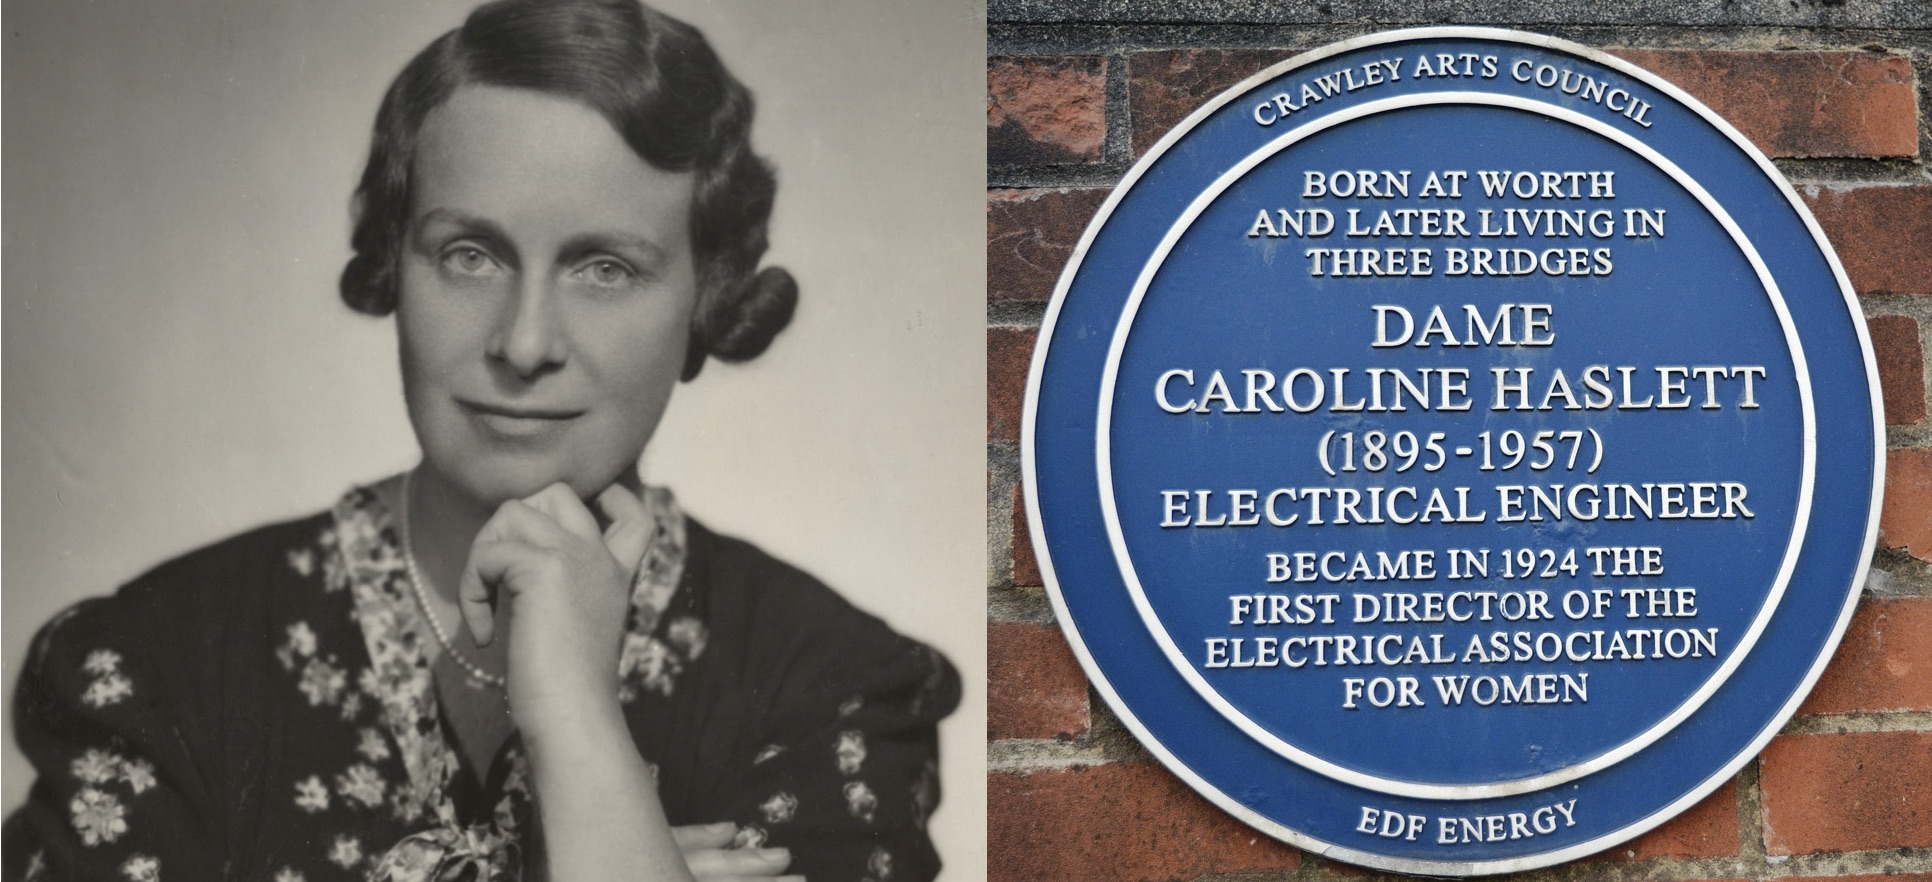 CRAWLEY ARTS COUNCIL
BORN AT WORTH
AND LATER LIVING IN
THREE BRIDGES
DAME
CAROLINE HASLETT
(1895-1957)
ELECTRICAL ENGINEER
BECAME IN 1924 THE
FIRST DIRECTOR OF THE
ELECTRICAL ASSOCIATION
FOR WOMEN
EDF ENERGY